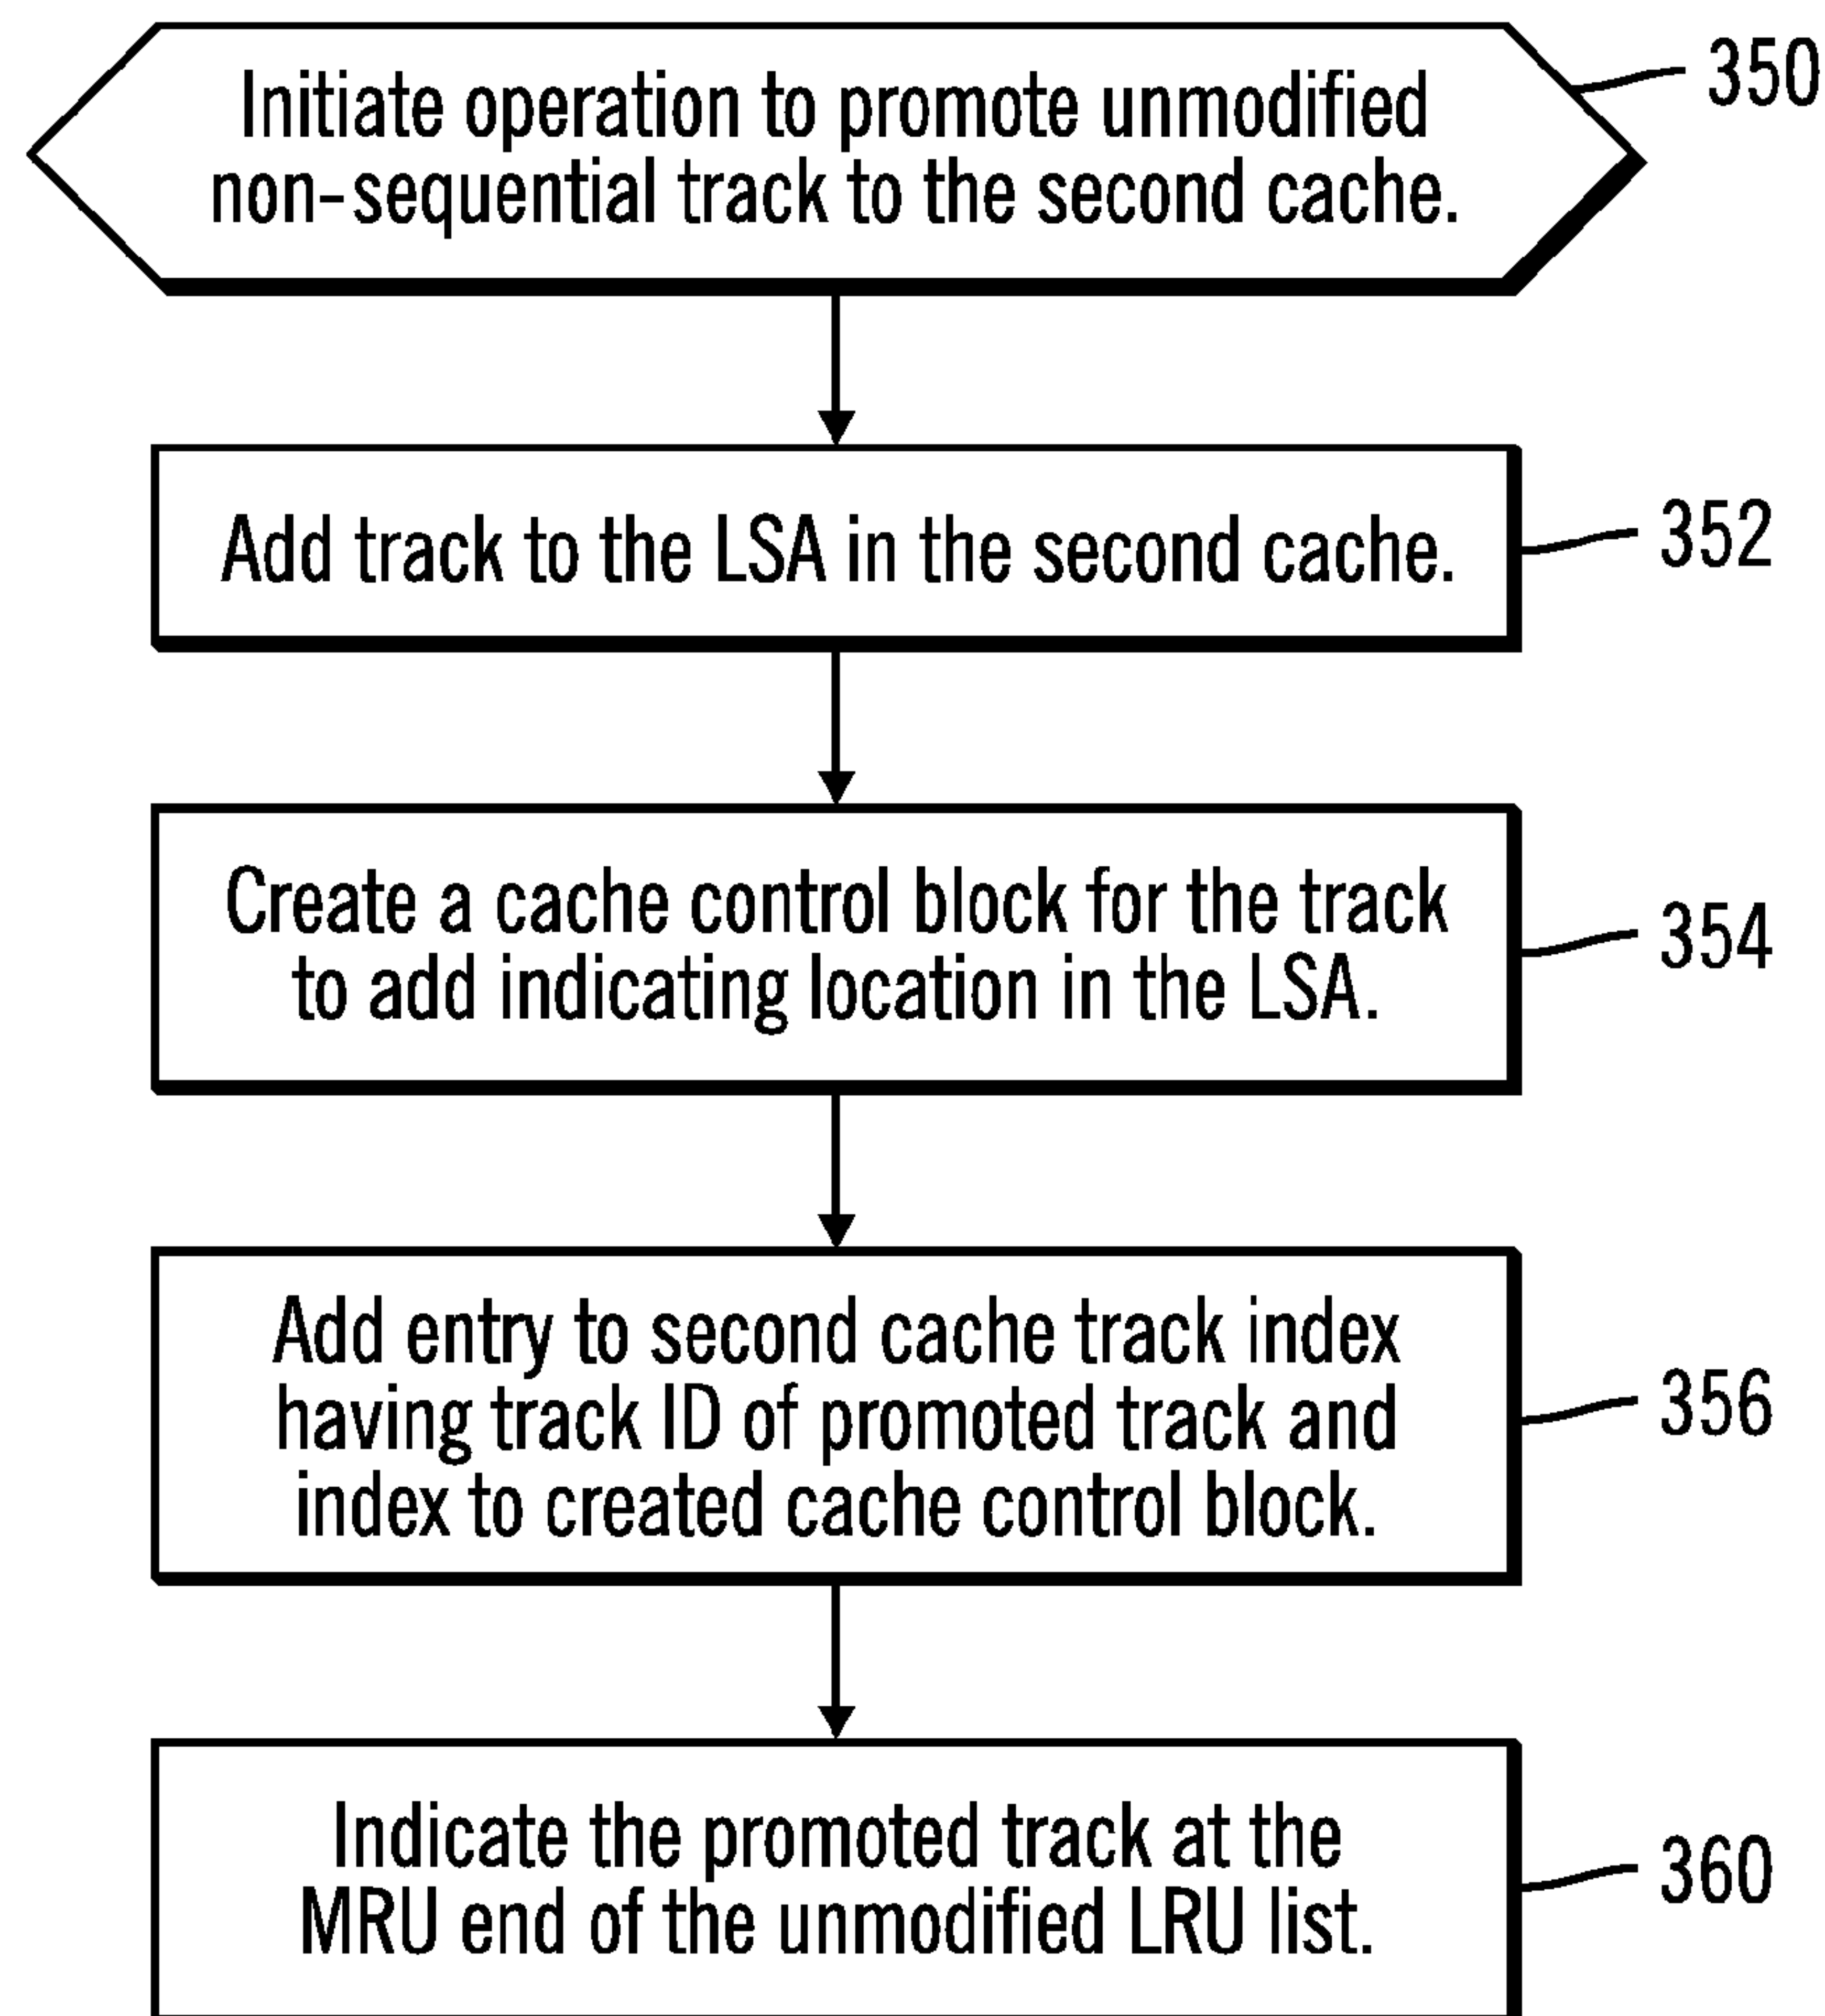 Initiate operation to promote unmodified
non-sequential track to the second cache.
350
Add track to the LSA in the second cache.
352
Create a cache control block for the track
to add indicating location in the LSA.
354
Add entry to second cache track index
having track ID of promoted track and
index to created cache control block.
356
Indicate the promoted track at the
MRU end of the unmodified LRU list.
360